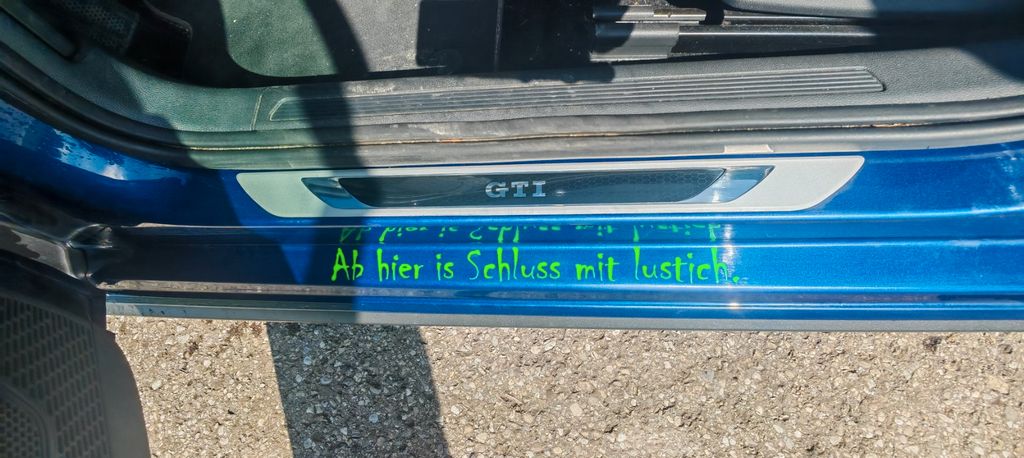 GTI
Ab hier is Schluss mit lustich.